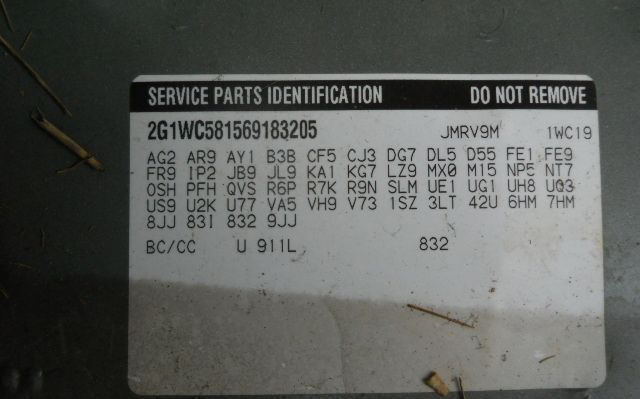 SERVICE PARTS IDENTIFICATION DO NOT REMOVE
2G1WC581569183205 JMRV9M 1WC19
AG2 AR9 AY1 B3B CF5 CJ3 DG7 DL5 D55 FE1 FE9
FR9 IP2 JB9 JL9 KA1 KG7 LZ9 MX0 M15 NP5 NT7
OSH PFH QVS R6P R7K R9N SLM UE1 UG1 UH8 UQ3
US9 U2K U77 VA5 VH9 V73 1SZ 3LT 42U 6HM 7HM
8JJ 831 832 9JJ
BC/CC U 911L 832